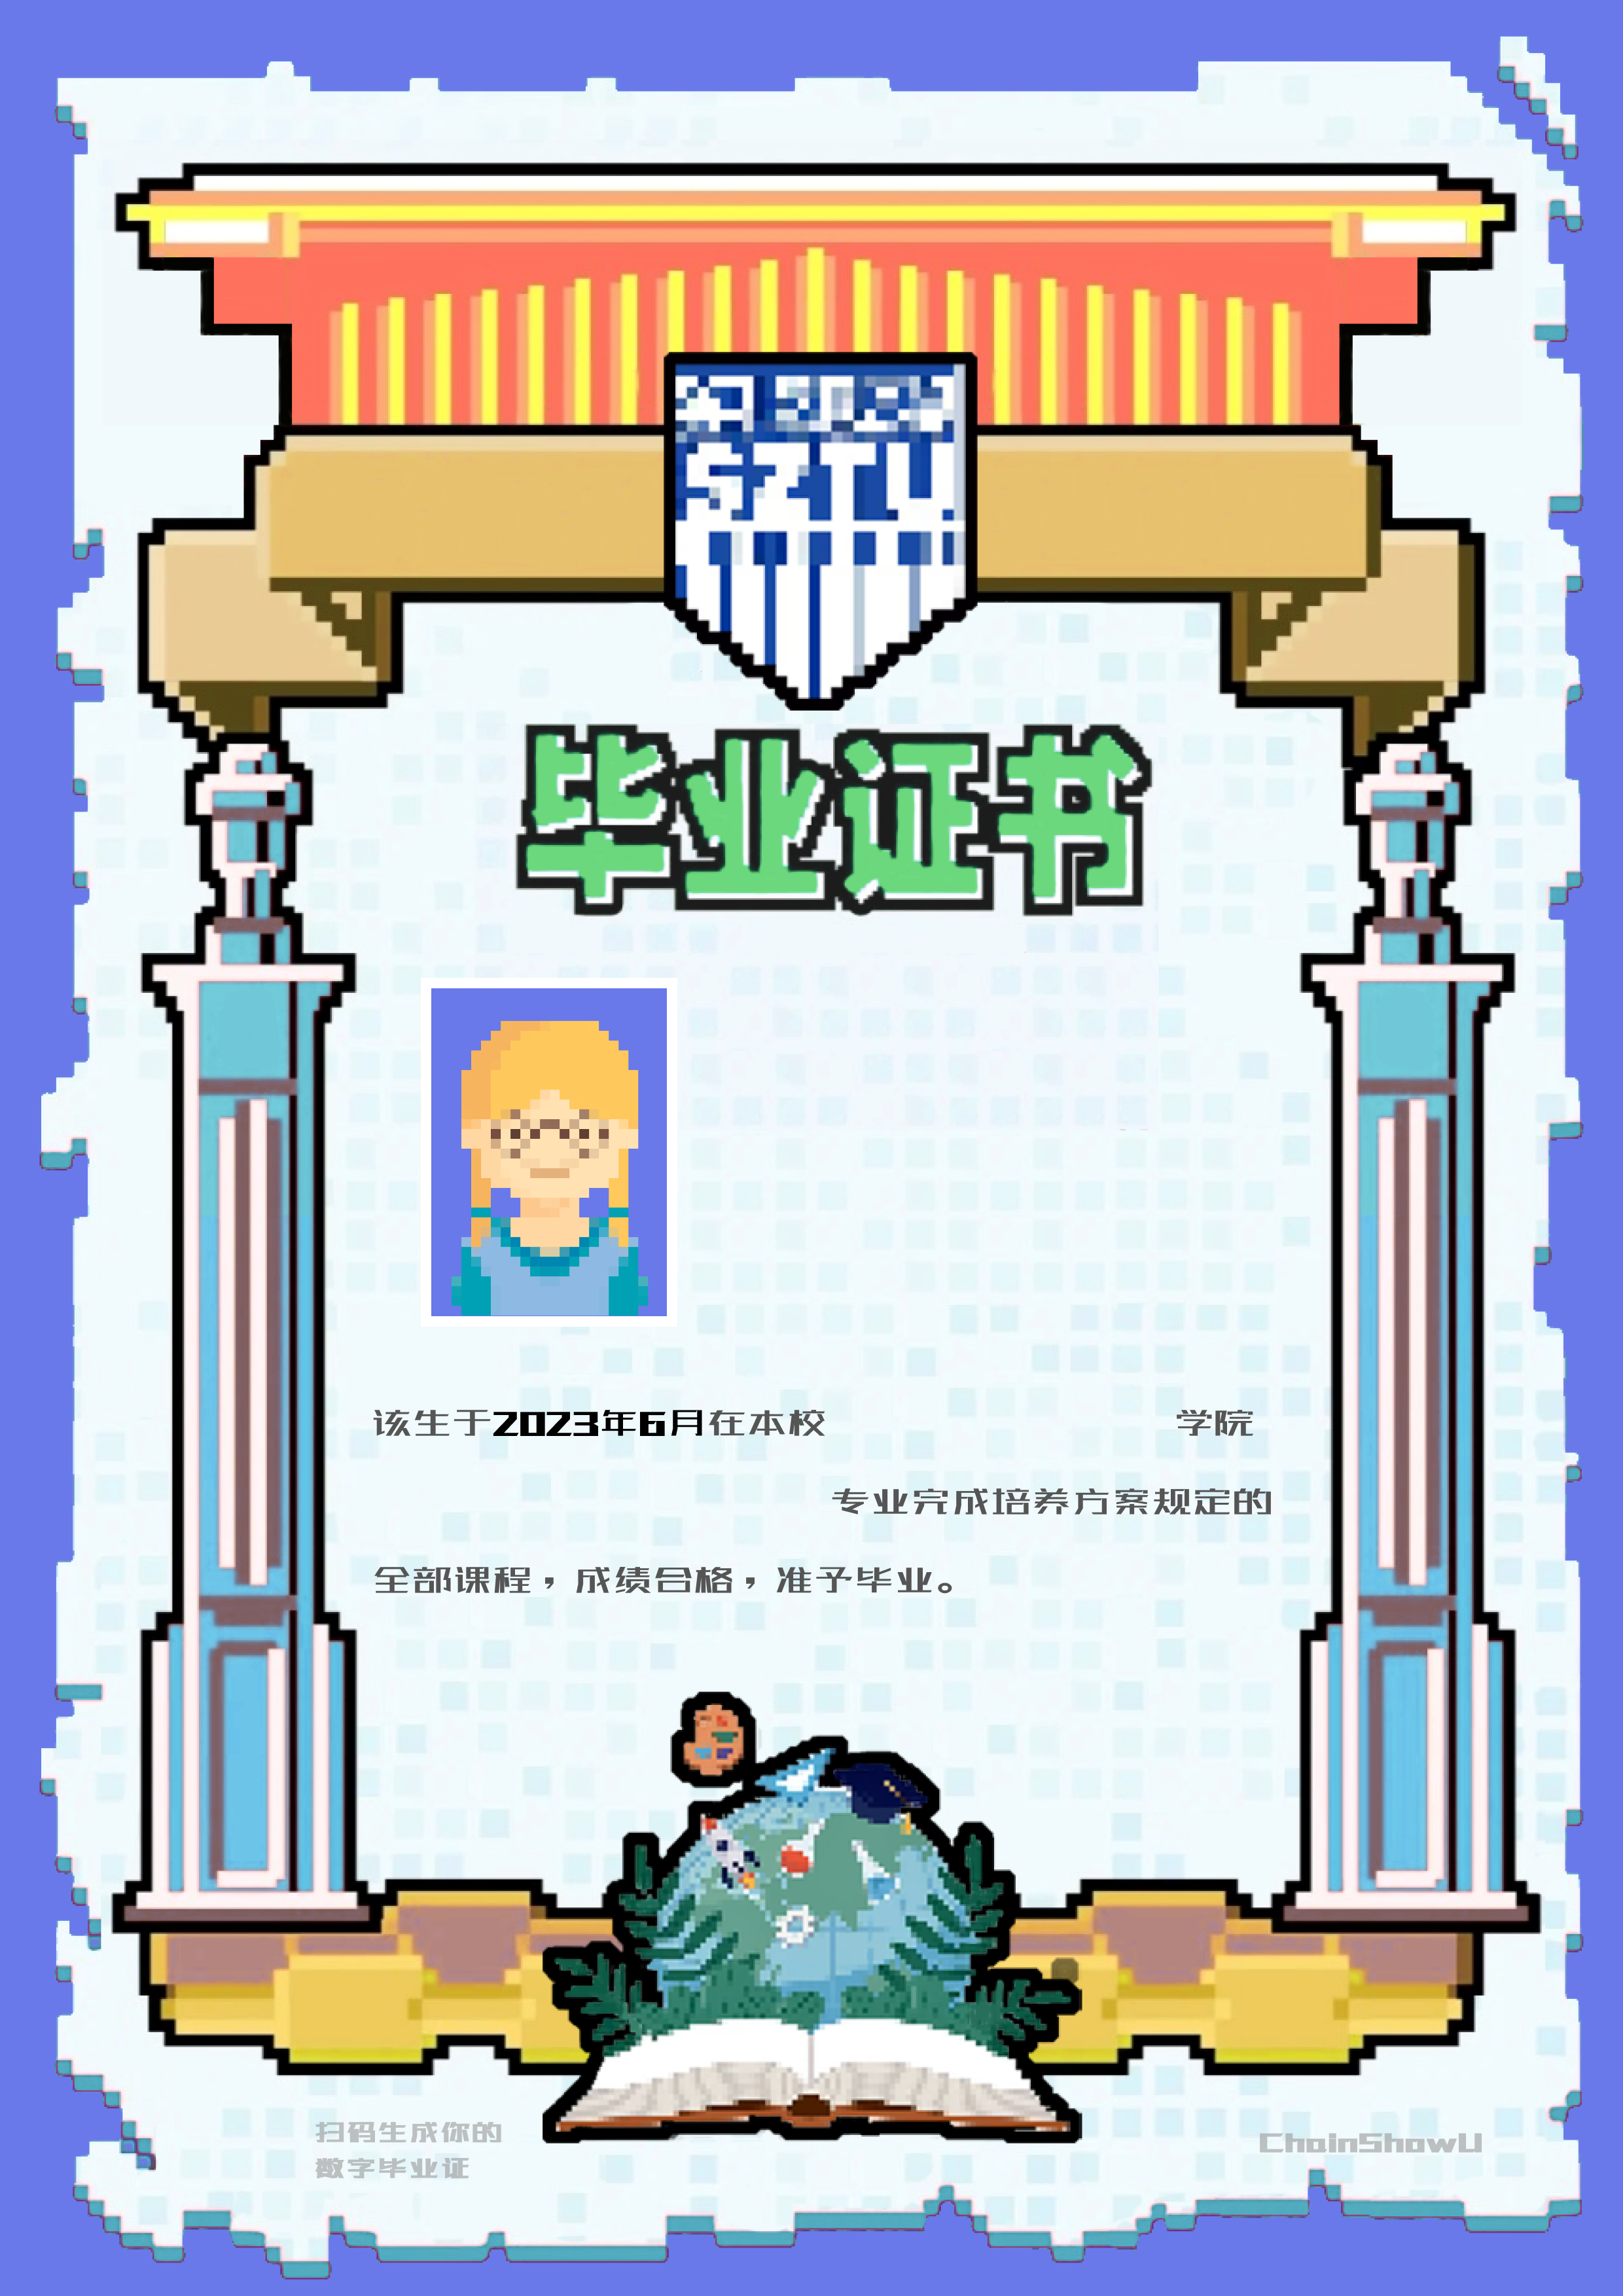 SZTU
毕业证书
该生于2023年6月在本校 学院
专业完成培养方案规定的
全部课程，成绩合格，准予毕业。
扫码生成你的
数字毕业证
ChainShowU